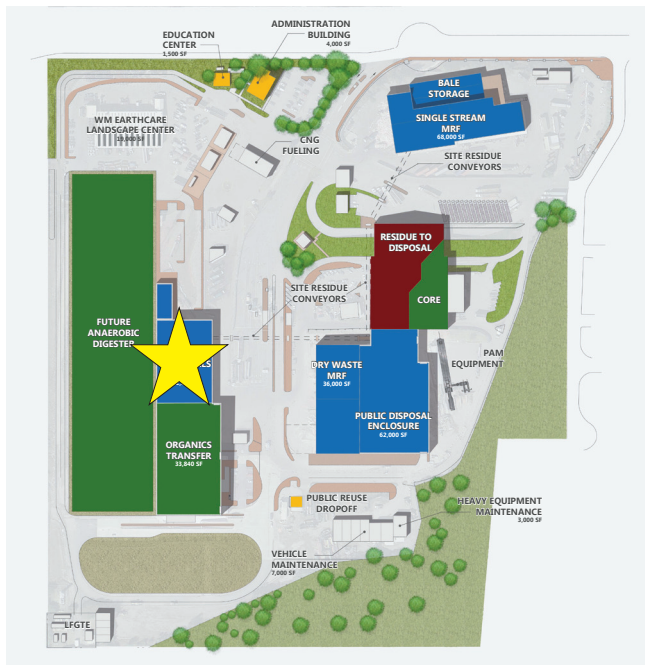 EDUCATION
CENTER
1,500 SF
ADMINISTRATION
BUILDING
4,000 SF
BALE
STORAGE
SINGLE STREAM
MRF
68,000 SF
WM EARTHCARE
LANDSCAPE CENTER
CNG
FUELING
SITE RESIDUE
CONVEYORS
RESIDUE TO
DISPOSAL
CORE
SITE RESIDUE
CONVEYORS
FUTURE
ANAEROBIC
DIGESTER
DRY WASTE
MRF
36,000 SF
PAM
EQUIPMENT
PUBLIC DISPOSAL
ENCLOSURE
62,000 SF
ORGANICS
TRANSFER
33,840 SF
PUBLIC REUSE
DROPOFF
HEAVY EQUIPMENT
MAINTENANCE
3,000 SF
VEHICLE
MAINTENANCE
7,000 SF
LFGTE